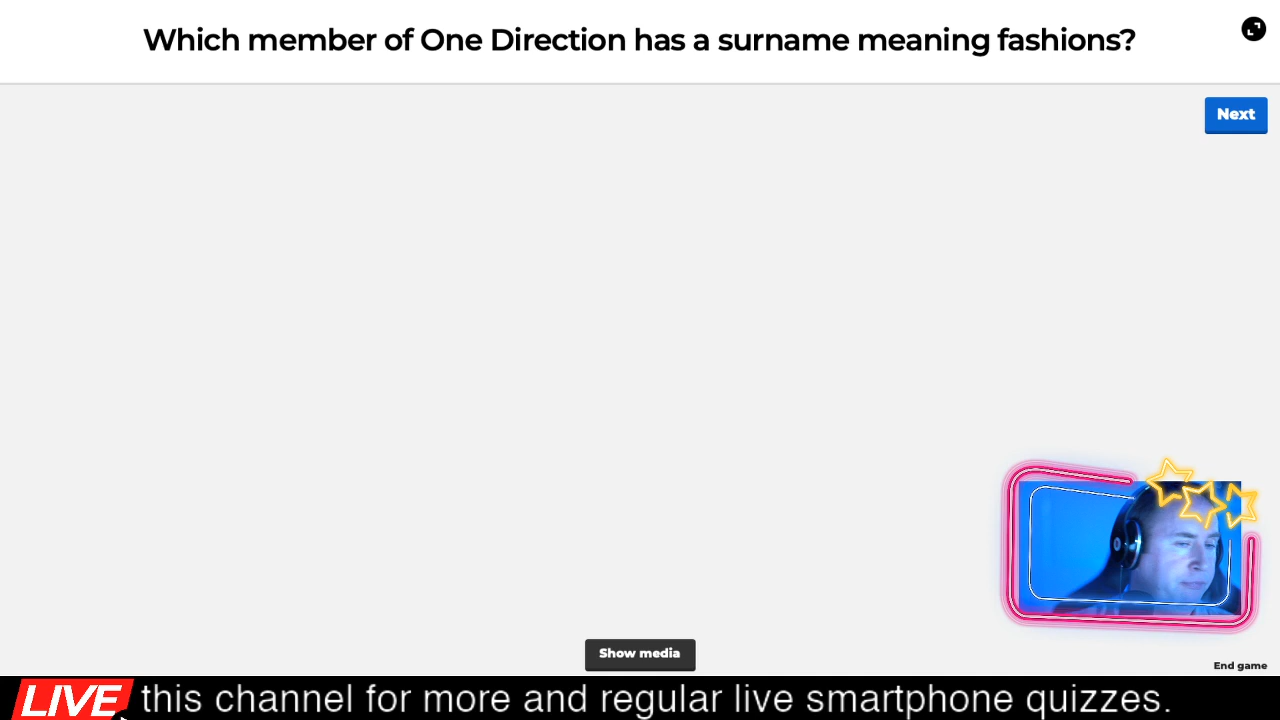 Which member of One Direction has a surname meaning fashions?
Next
Show media
End game
LIVE this channel for more and regular live smartphone quizzes.